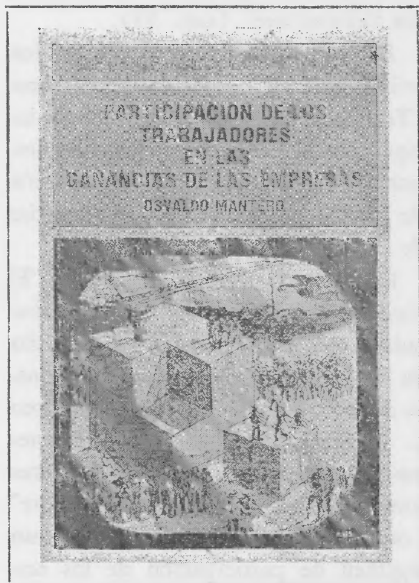 PARTICIPACION DE LOS
TRABAJADORES
EN LAS
GANANCIAS DE LAS EMPRESAS
OSVALDO MANTERO